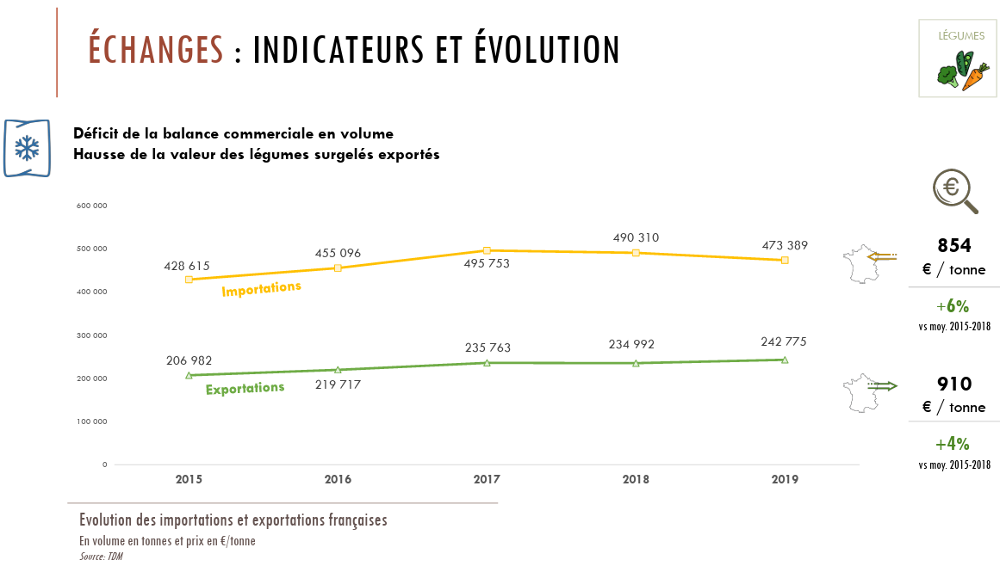 ÉCHANGES : INDICATEURS ET ÉVOLUTION
LÉGUMES
Déficit de la balance commerciale en volume
Hausse de la valeur des légumes surgelés exportés
€
600 000
500 000
400 000
300 000
200 000
100 000
0
428 615
455 096
495 753
490 310
473 389
Importations
206 982
219 717
235 763
234 992
242 775
Exportations
2015
2016
2017
2018
2019
854
€ / tonne
+6%
vs moy. 2015-2018
910
€ / tonne
+4%
vs moy. 2015-2018
Evolution des importations et exportations françaises
En volume en tonnes et prix en €/tonne
Source: TDM